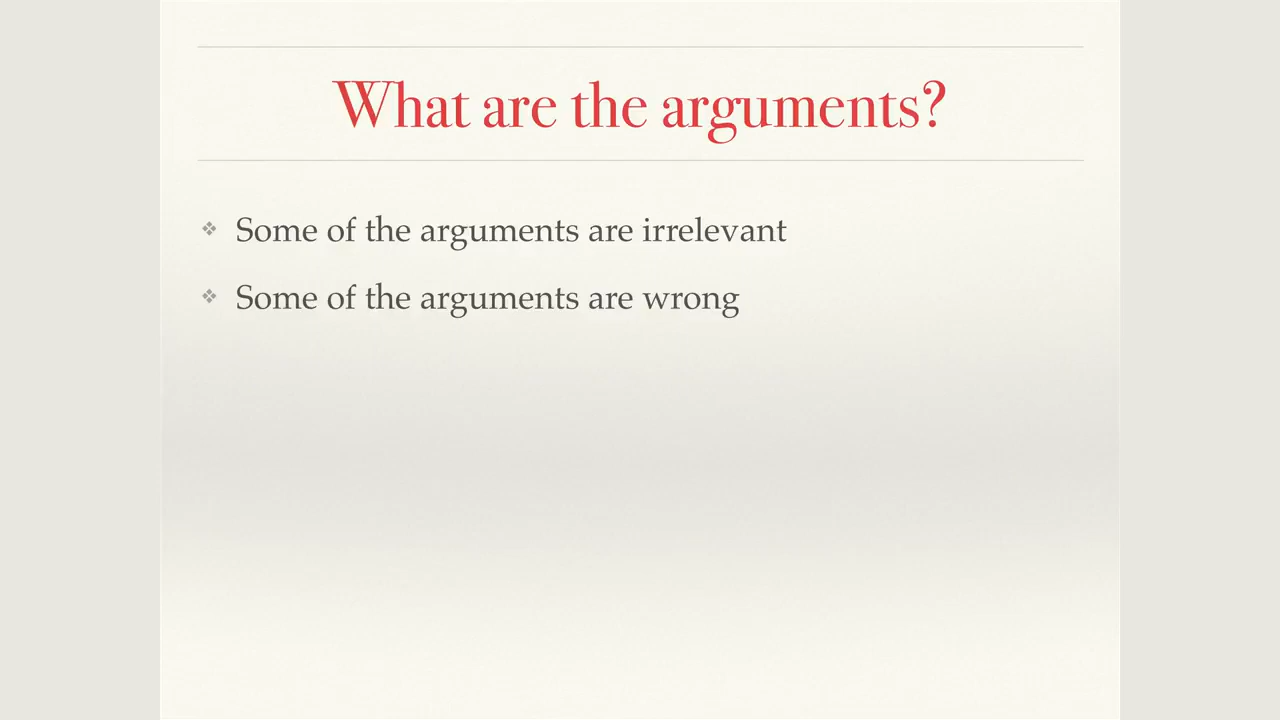 What are the arguments?
Some of the arguments are irrelevant
Some of the arguments are wrong